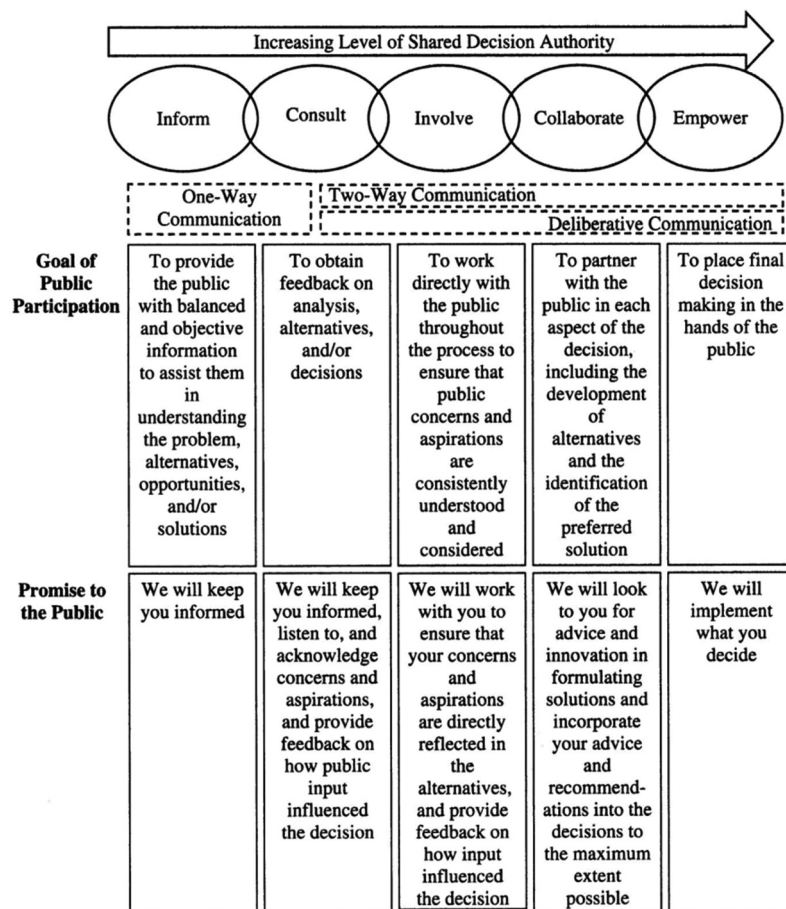 Increasing Level of Shared Decision Authority
Inform
Consult
Involve
Collaborate
Empower
One-Way
Communication
Two-Way Communication
Deliberative Communication
Goal of
Public
Participation
To provide
the public
with balanced
and objective
information
to assist them
in
understanding
the problem,
alternatives,
opportunities,
and/or
solutions
To obtain
feedback on
analysis,
alternatives,
and/or
decisions
To work
directly with
the public
throughout
the process to
ensure that
public
concerns and
aspirations
are
consistently
understood
and
considered
To partner
with the
public in each
aspect of the
decision,
including the
development
of
alternatives
and the
identification
of the
preferred
solution
To place final
decision
making in the
hands of the
public
Promise to
the Public
We will keep
you informed
We will keep
you informed,
listen to, and
acknowledge
concerns and
aspirations,
and provide
feedback on
how public
input
influenced
the decision
We will work
with you to
ensure that
your concerns
and
aspirations
are directly
reflected in
the
alternatives,
and provide
feedback on
how input
influenced
the decision
We will look
to you for
advice and
innovation in
formulating
solutions and
incorporate
your advice
and
recommend-
ations into the
decisions to
the maximum
extent
possible
We will
implement
what you
decide